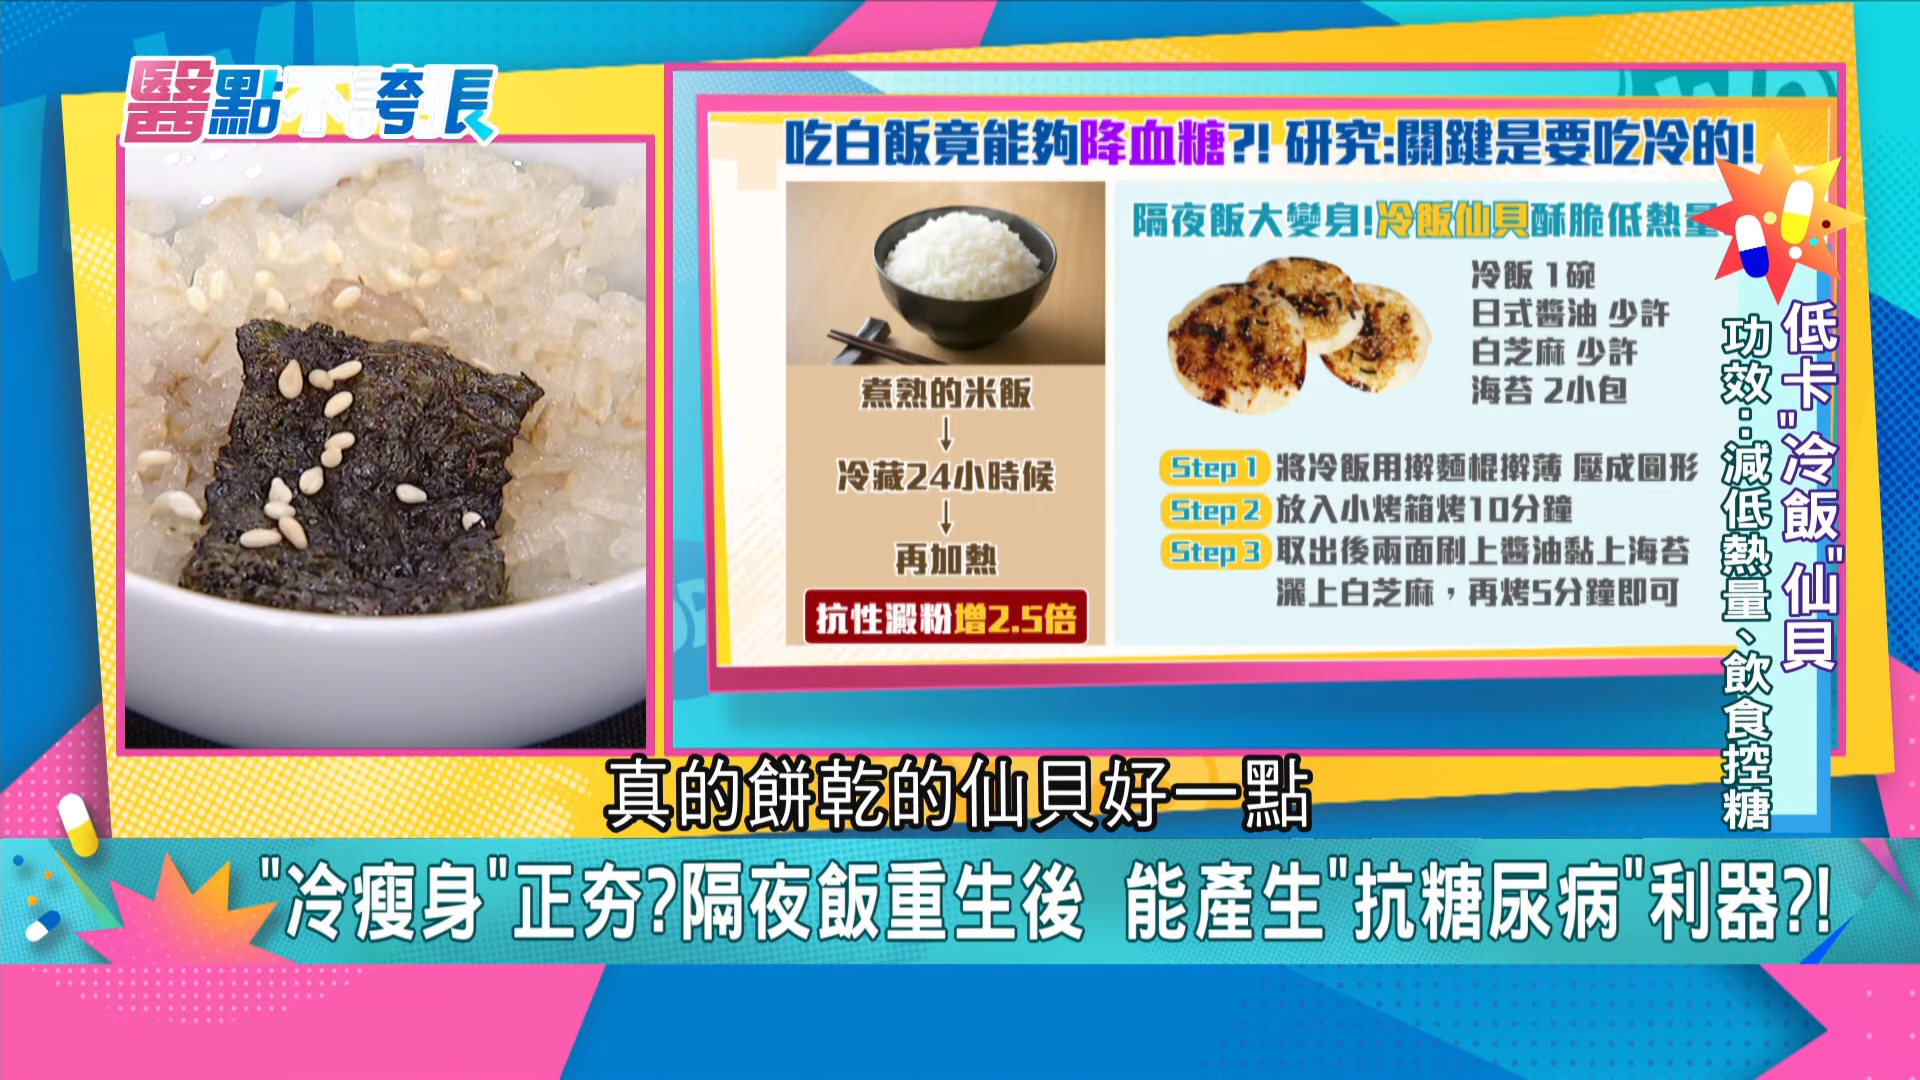 醫點不誇張
吃白飯竟能夠降血糖?! 研究:關鍵是要吃冷的!
煮熟的米飯
↓
冷藏24小時候
↓
再加熱
抗性澱粉增2.5倍
隔夜飯大變身!冷飯仙貝酥脆低熱量
冷飯 1碗
日式醬油 少許
白芝麻 少許
海苔 2小包
Step 1 將冷飯用擀麵棍擀薄 壓成圓形
Step 2 放入小烤箱烤10分鐘
Step 3 取出後兩面刷上醬油黏上海苔
灑上白芝麻，再烤5分鐘即可
低卡"冷飯"仙貝
功效：減低熱量、飲食控糖
真的餅乾的仙貝好一點
"冷瘦身"正夯?隔夜飯重生後 能產生"抗糖尿病"利器?!